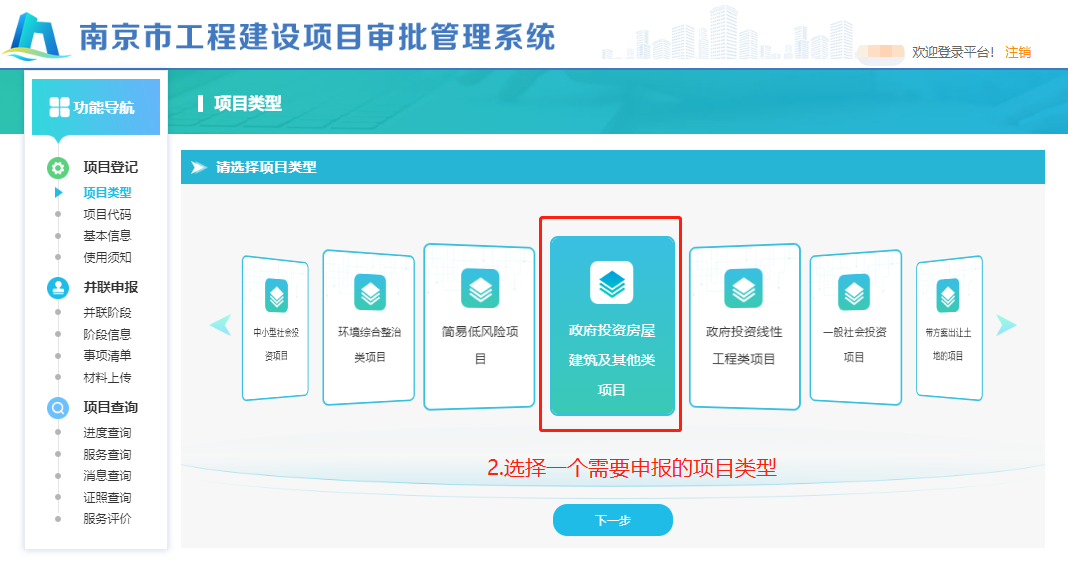 南京市工程建设项目审批管理系统
欢迎登录平台! 注销
功能导航
项目类型
项目登记
项目类型
项目代码
基本信息
使用须知
并联申报
并联阶段
阶段信息
事项清单
材料上传
项目查询
进度查询
服务查询
消息查询
证照查询
服务评价
请选择项目类型
中小型社会投
资项目
环境综合整治
类项目
简易低风险项
目
政府投资房屋
建筑及其他类
项目
政府投资线性
工程类项目
一般社会投资
项目
带方案出让土
地的项目
2.选择一个需要申报的项目类型
下一步